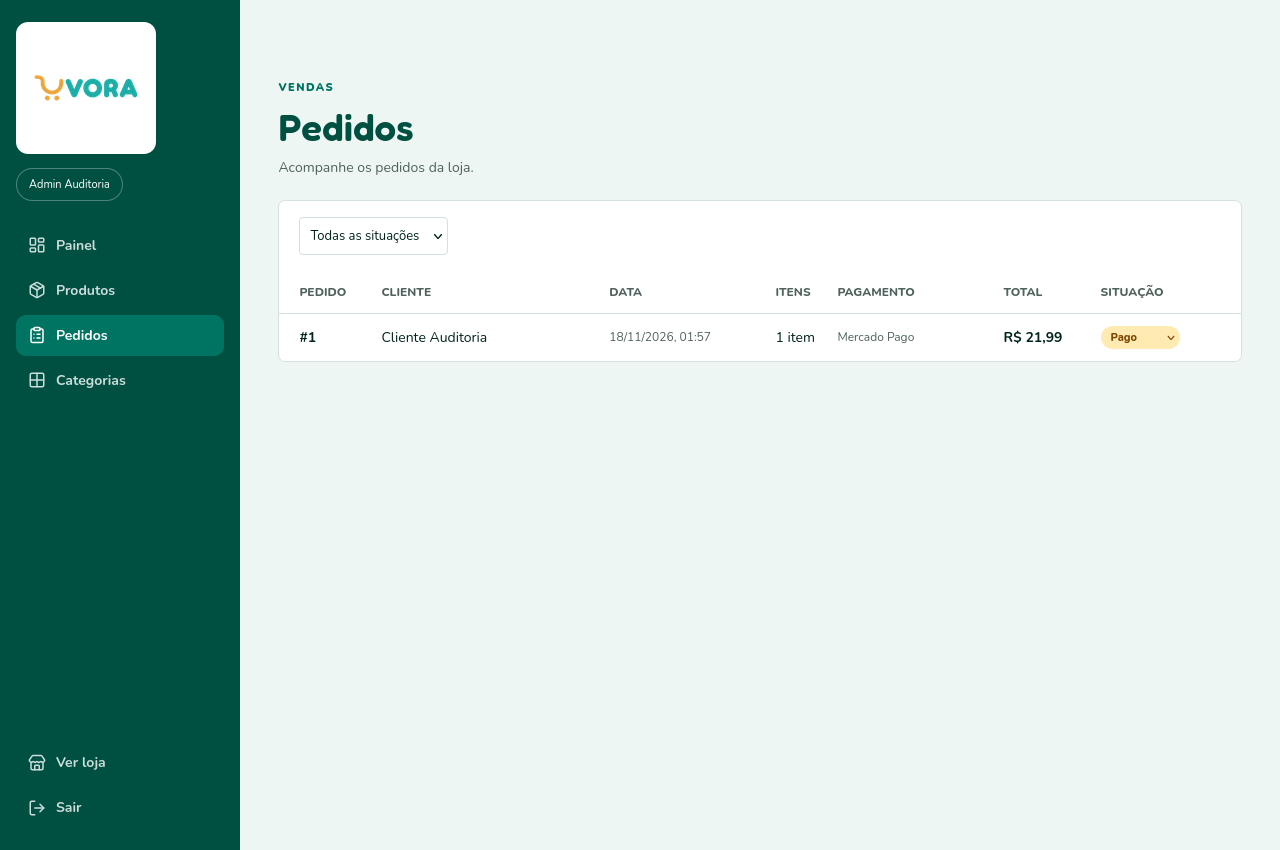 VORA
Admin Auditoria
Painel
Produtos
Pedidos
Categorias
Ver loja
Sair
VENDAS
Pedidos
Acompanhe os pedidos da loja.
Todas as situações
PEDIDO CLIENTE DATA ITENS PAGAMENTO TOTAL SITUAÇÃO
#1 Cliente Auditoria 18/11/2026, 01:57 1 item Mercado Pago R$ 21,99 Pago